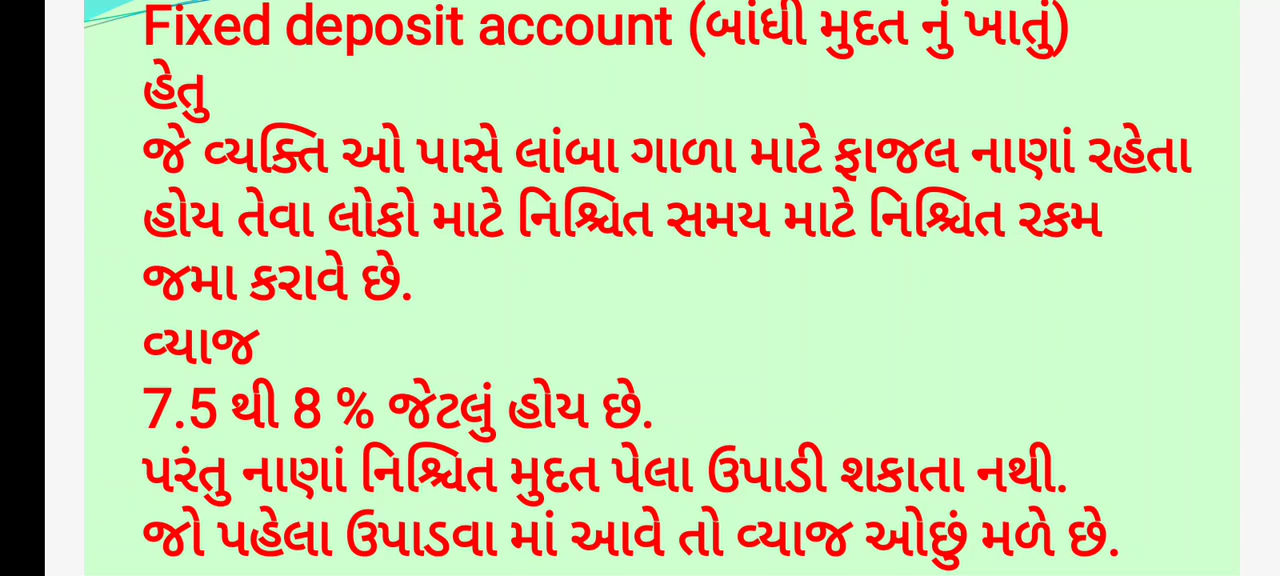 Fixed deposit account (બાંધી મુદત નું ખાતું)
હેતુ
જે વ્યક્તિ ઓ પાસે લાંબા ગાળા માટે ફાજલ નાણાં રહેતા
હોય તેવા લોકો માટે નિશ્ચિત સમય માટે નિશ્ચિત રકમ
જમા કરાવે છે.
વ્યાજ
7.5 થી 8 % જેટલું હોય છે.
પરંતુ નાણાં નિશ્ચિત મુદત પેલા ઉપાડી શકાતા નથી.
જો પહેલા ઉપાડવા માં આવે તો વ્યાજ ઓછું મળે છે.